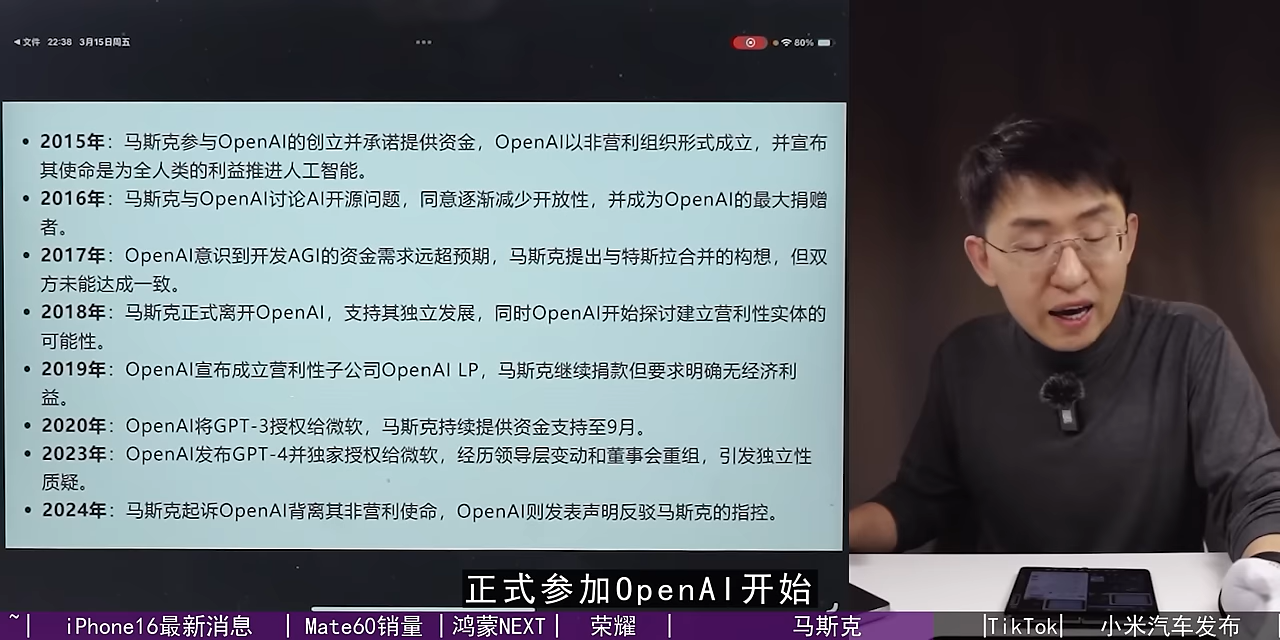 文件 22:38 3月15日周五
80%
• 2015年：马斯克参与OpenAI的创立并承诺提供资金，OpenAI以非营利组织形式成立，并宣布
其使命是为全人类的利益推进人工智能。
• 2016年：马斯克与OpenAI讨论AI开源问题，同意逐渐减少开放性，并成为OpenAI的最大捐赠
者。
• 2017年：OpenAI意识到开发AGI的资金需求远超预期，马斯克提出与特斯拉合并的构想，但双
方未能达成一致。
• 2018年：马斯克正式离开OpenAI，支持其独立发展，同时OpenAI开始探讨建立营利性实体的
可能性。
• 2019年：OpenAI宣布成立营利性子公司OpenAI LP，马斯克继续捐款但要求明确无经济利
益。
• 2020年：OpenAI将GPT-3授权给微软，马斯克持续提供资金支持至9月。
• 2023年：OpenAI发布GPT-4并独家授权给微软，经历领导层变动和董事会重组，引发独立性
质疑。
• 2024年：马斯克起诉OpenAI背离其非营利使命，OpenAI则发表声明反驳马斯克的指控。
正式参加OpenAI开始
~| iPhone16最新消息 | Mate60销量 |鸿蒙NEXT| 荣耀 | 马斯克 |TikTok| 小米汽车发布